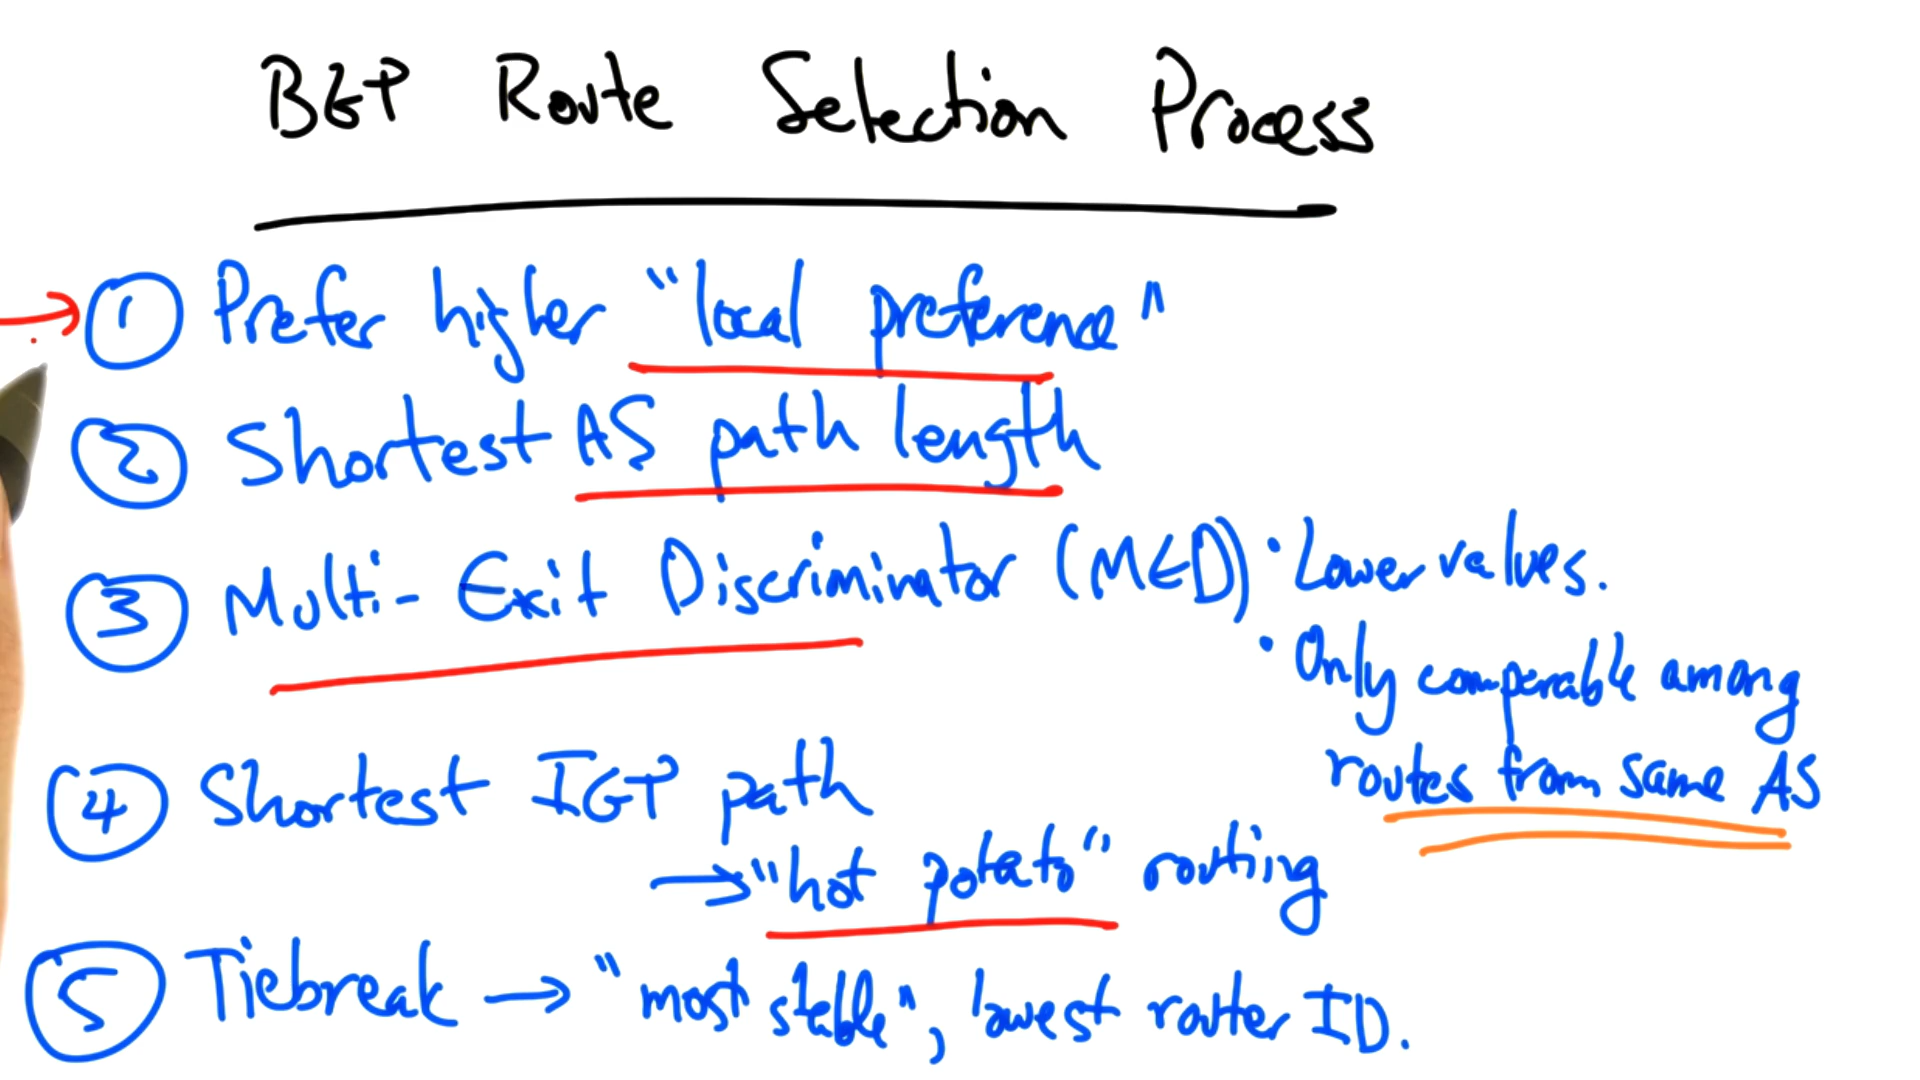 BGP Route Selection Process
① Prefer higher "local preference"
② Shortest AS path length
③ Multi-Exit Discriminator (MED) • Lower values.
• Only comparable among
routes from same AS
④ Shortest IGP path
→ "hot potato" routing
⑤ Tiebreak → "most stable", lowest router ID.